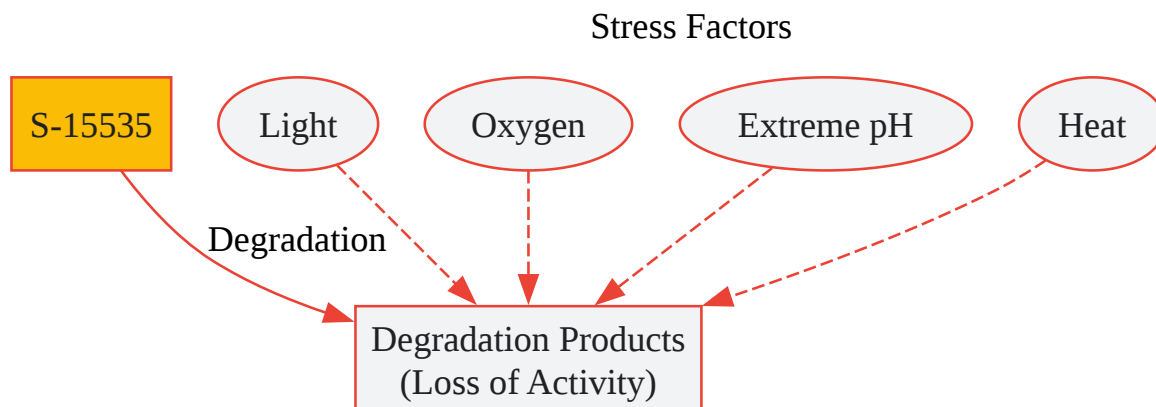 Stress Factors
S-15535
Light
Oxygen
Extreme pH
Heat
Degradation
Degradation Products
(Loss of Activity)